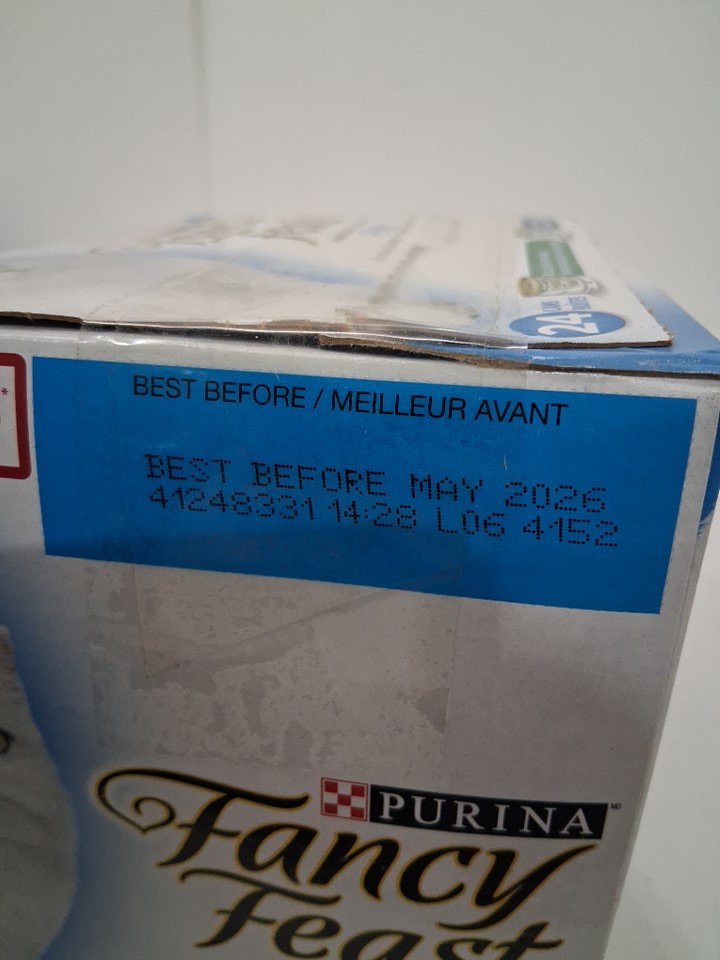 24
BEST BEFORE / MEILLEUR AVANT
BEST BEFORE MAY 2026
41248331 14:28 L06 4152
PURINA
Fancy
Feast